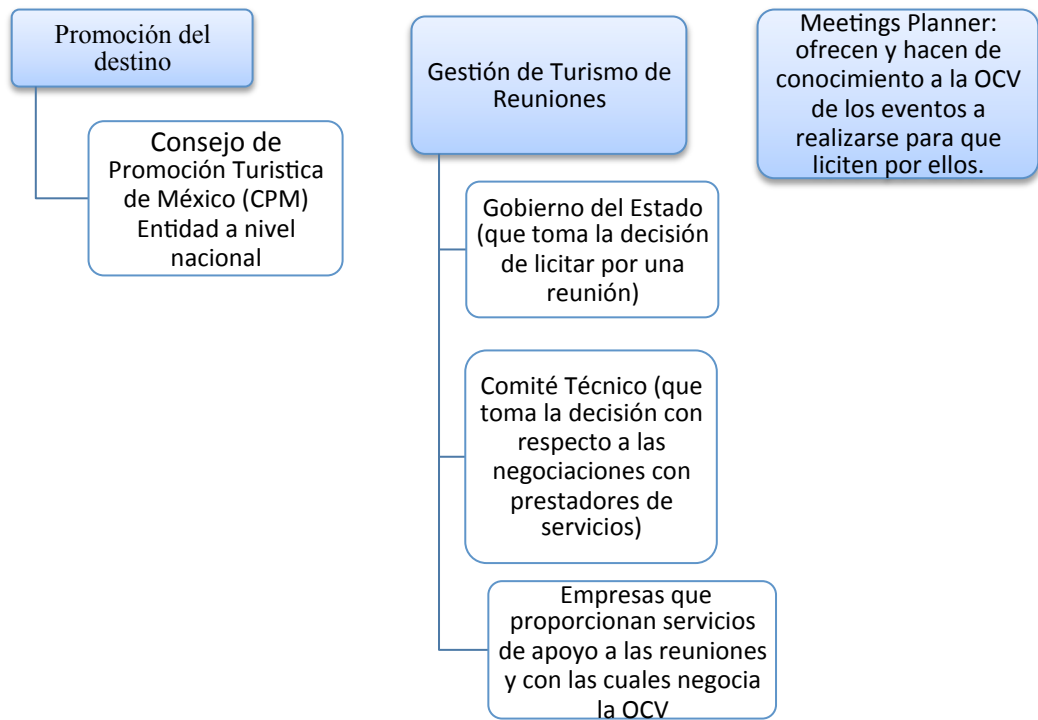 Promoción del
destino
Consejo de
Promoción Turistica
de México (CPM)
Entidad a nivel
nacional
Gestión de Turismo de
Reuniones
Gobierno del Estado
(que toma la decisión
de licitar por una
reunión)
Comité Técnico (que
toma la decisión con
respecto a las
negociaciones con
prestadores de
servicios)
Empresas que
proporcionan servicios
de apoyo a las reuniones
y con las cuales negocia
la OCV
Meetings Planner:
ofrecen y hacen de
conocimiento a la OCV
de los eventos a
realizarse para que
liciten por ellos.